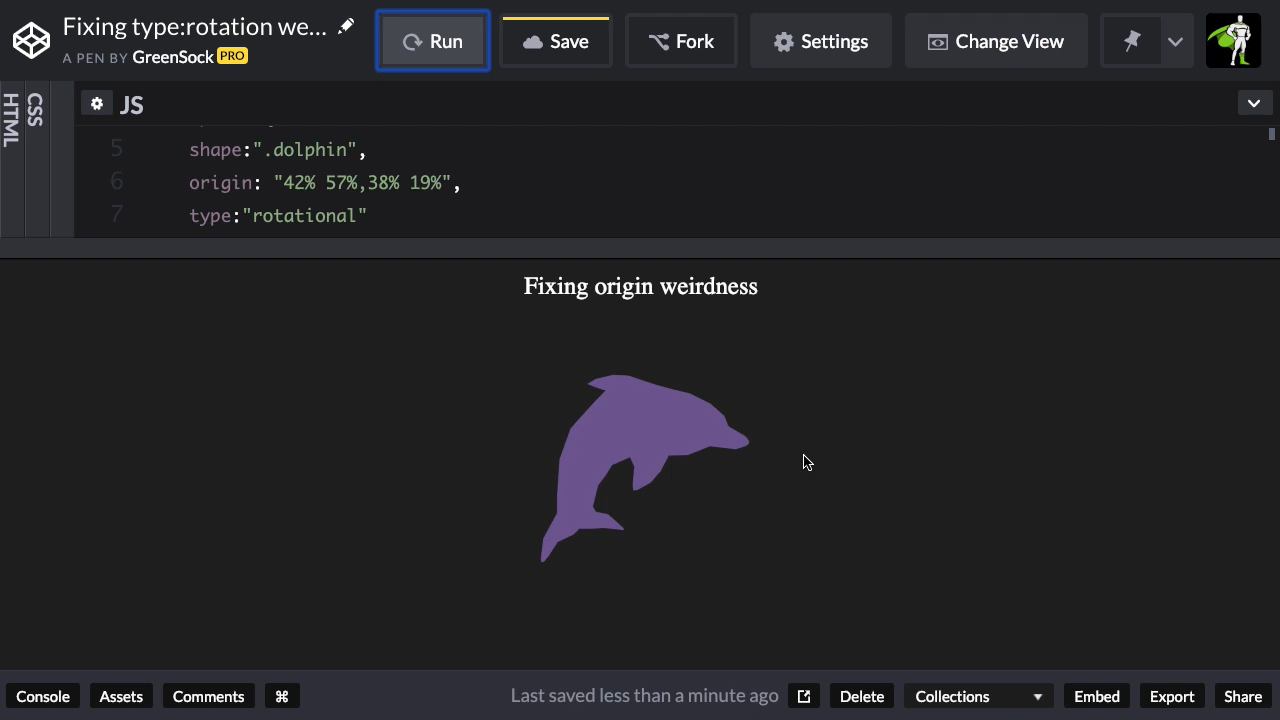 Fixing type:rotation we...
A PEN BY GreenSock PRO
Run
Save
Fork
Settings
Change View
HTML
CSS
JS
5 shape:".dolphin",
6 origin: "42% 57%,38% 19%",
7 type:"rotational"
Fixing origin weirdness
Console
Assets
Comments
⌘
Last saved less than a minute ago
Delete
Collections
Embed
Export
Share